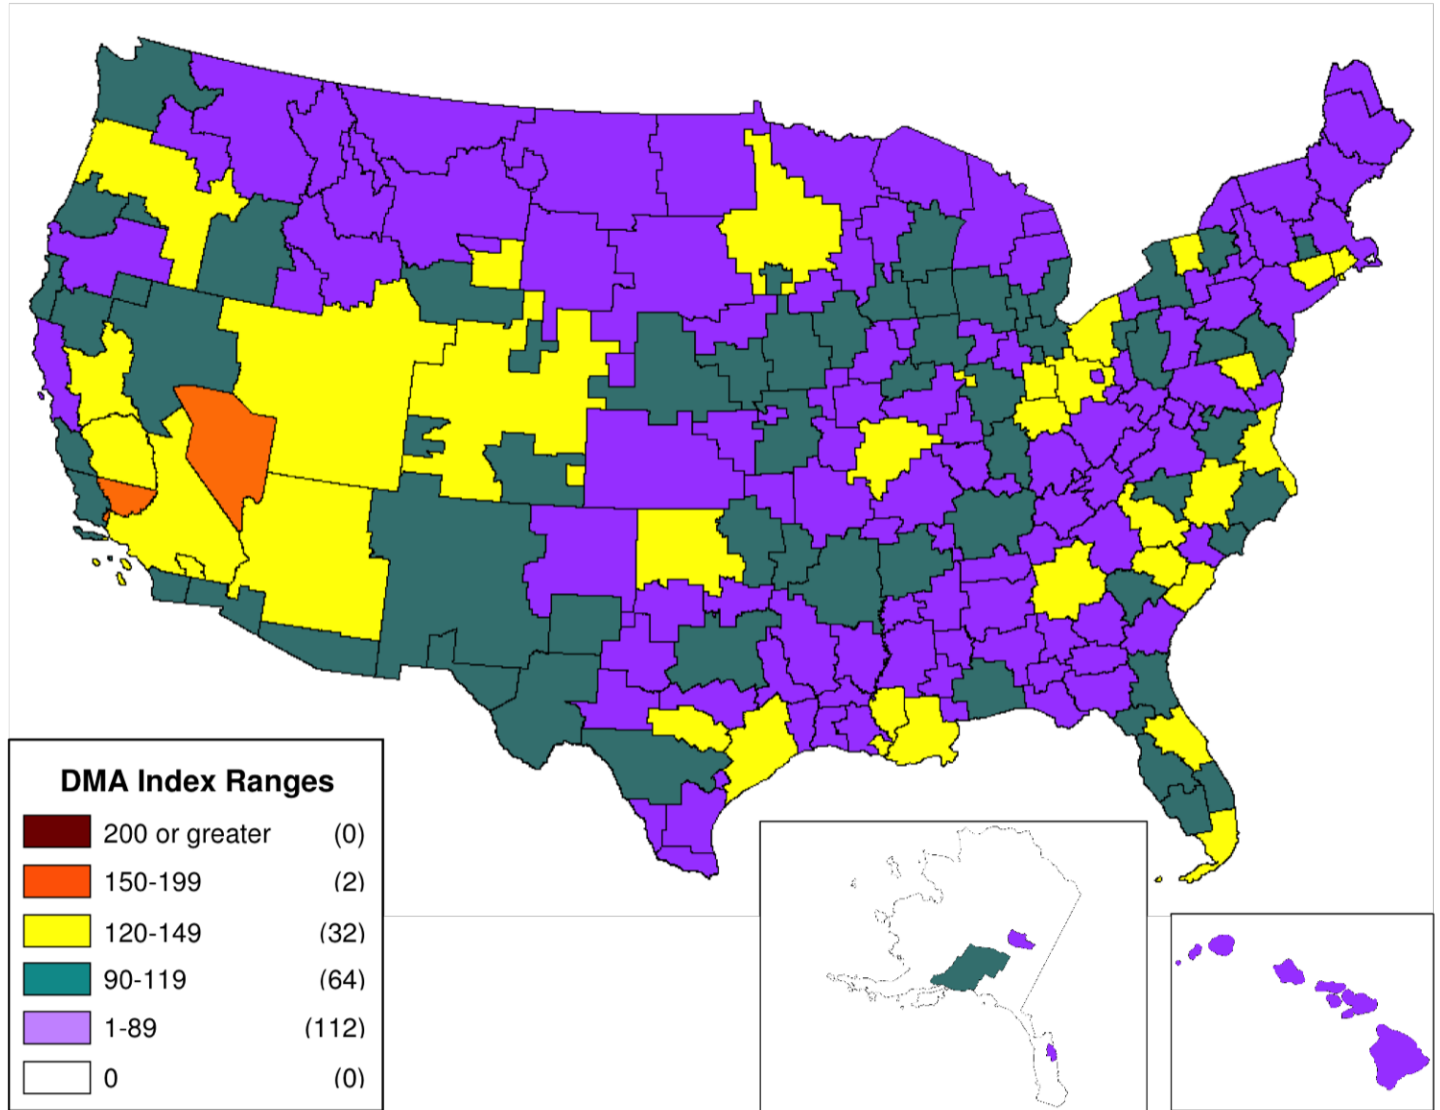 DMA Index Ranges
200 or greater (0)
150-199 (2)
120-149 (32)
90-119 (64)
1-89 (112)
0 (0)